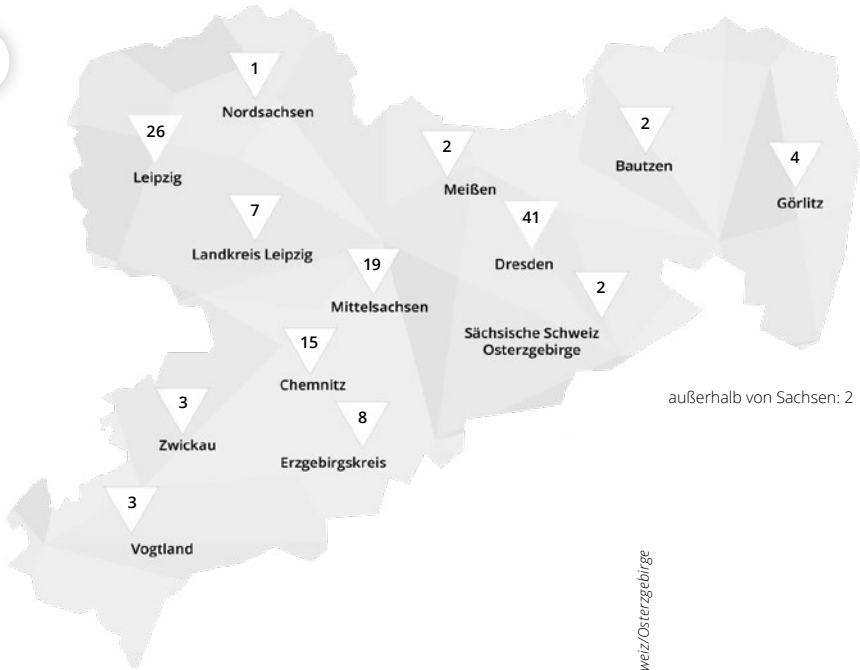 1
Nordsachsen
26
Leipzig
2
Meißen
2
Bautzen
4
Görlitz
7
Landkreis Leipzig
41
Dresden
19
Mittelsachsen
2
Sächsische Schweiz
Osterzgebirge
15
Chemnitz
außerhalb von Sachsen: 2
3
Zwickau
8
Erzgebirgskreis
3
Vogtland
weiz/Osterzgebirge